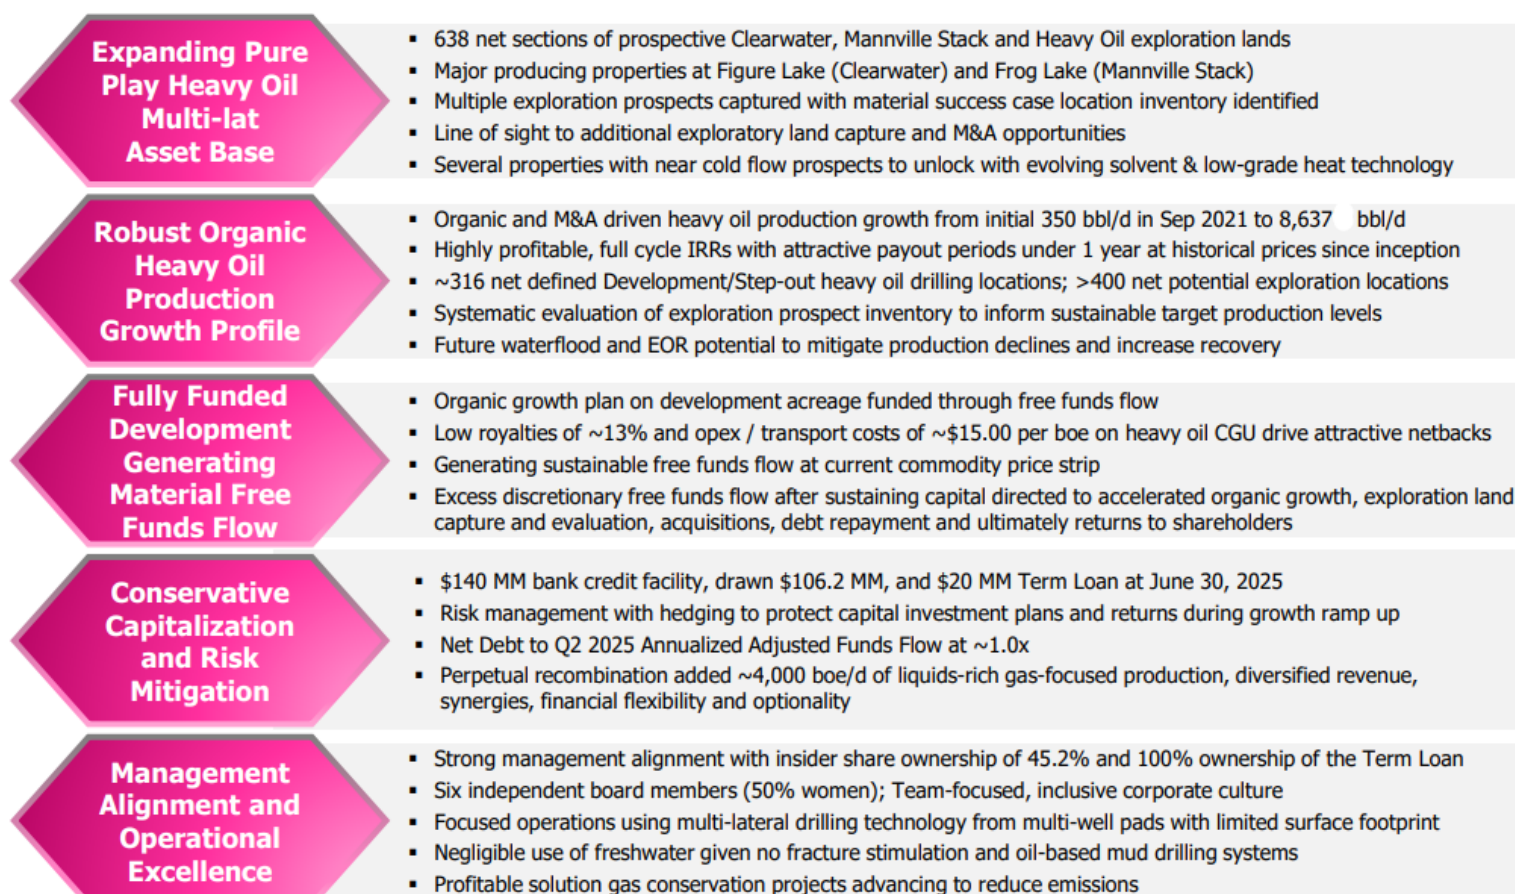 Expanding Pure
Play Heavy Oil
Multi-lat
Asset Base
▪ 638 net sections of prospective Clearwater, Mannville Stack and Heavy Oil exploration lands
▪ Major producing properties at Figure Lake (Clearwater) and Frog Lake (Mannville Stack)
▪ Multiple exploration prospects captured with material success case location inventory identified
▪ Line of sight to additional exploratory land capture and M&A opportunities
▪ Several properties with near cold flow prospects to unlock with evolving solvent & low-grade heat technology
Robust Organic
Heavy Oil
Production
Growth Profile
▪ Organic and M&A driven heavy oil production growth from initial 350 bbl/d in Sep 2021 to 8,637 bbl/d
▪ Highly profitable, full cycle IRRs with attractive payout periods under 1 year at historical prices since inception
▪ ~316 net defined Development/Step-out heavy oil drilling locations; >400 net potential exploration locations
▪ Systematic evaluation of exploration prospect inventory to inform sustainable target production levels
▪ Future waterflood and EOR potential to mitigate production declines and increase recovery
Fully Funded
Development
Generating
Material Free
Funds Flow
▪ Organic growth plan on development acreage funded through free funds flow
▪ Low royalties of ~13% and opex / transport costs of ~$15.00 per boe on heavy oil CGU drive attractive netbacks
▪ Generating sustainable free funds flow at current commodity price strip
▪ Excess discretionary free funds flow after sustaining capital directed to accelerated organic growth, exploration land
capture and evaluation, acquisitions, debt repayment and ultimately returns to shareholders
Conservative
Capitalization
and Risk
Mitigation
▪ $140 MM bank credit facility, drawn $106.2 MM, and $20 MM Term Loan at June 30, 2025
▪ Risk management with hedging to protect capital investment plans and returns during growth ramp up
▪ Net Debt to Q2 2025 Annualized Adjusted Funds Flow at ~1.0x
▪ Perpetual recombination added ~4,000 boe/d of liquids-rich gas-focused production, diversified revenue,
synergies, financial flexibility and optionality
Management
Alignment and
Operational
Excellence
▪ Strong management alignment with insider share ownership of 45.2% and 100% ownership of the Term Loan
▪ Six independent board members (50% women); Team-focused, inclusive corporate culture
▪ Focused operations using multi-lateral drilling technology from multi-well pads with limited surface footprint
▪ Negligible use of freshwater given no fracture stimulation and oil-based mud drilling systems
▪ Profitable solution gas conservation projects advancing to reduce emissions